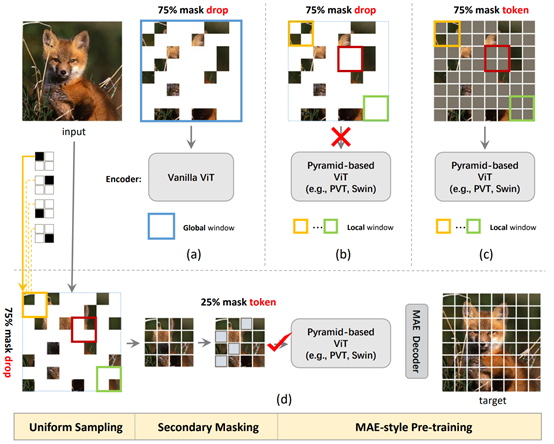 75% mask drop
75% mask drop
75% mask token
input
Encoder:
Vanilla ViT
Pyramid-based
ViT
(e.g., PVT, Swin)
Pyramid-based
ViT
(e.g., PVT, Swin)
Global window
Local window
Local window
(a)
(b)
(c)
75% mask drop
25% mask token
Pyramid-based
ViT
(e.g., PVT, Swin)
MAE Decoder
target
(d)
Uniform Sampling
Secondary Masking
MAE-style Pre-training